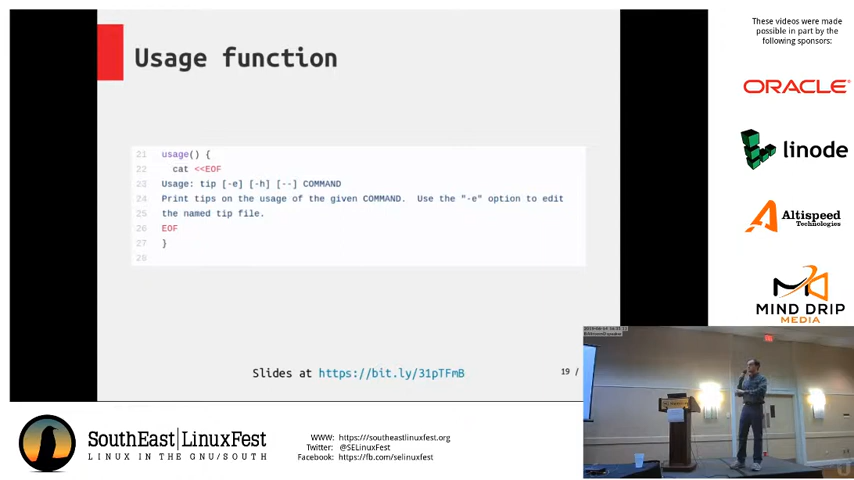 Usage function
21 usage() {
22 cat <<EOF
23 Usage: tip [-e] [-h] [--] COMMAND
24 Print tips on the usage of the given COMMAND.  Use the "-e" option to edit
25 the named tip file.
26 EOF
27 }
28
Slides at https://bit.ly/31pTFmB
19 /
These videos were made
possible in part by the
following sponsors:
ORACLE
linode
Altispeed
Technologies
MIND DRIP
MEDIA
SouthEast|LinuxFest
LINUX IN THE GNU/SOUTH
WWW: https:///southeastlinuxfest.org
Twitter: @SELinuxFest
Facebook: https://fb.com/selinuxfest